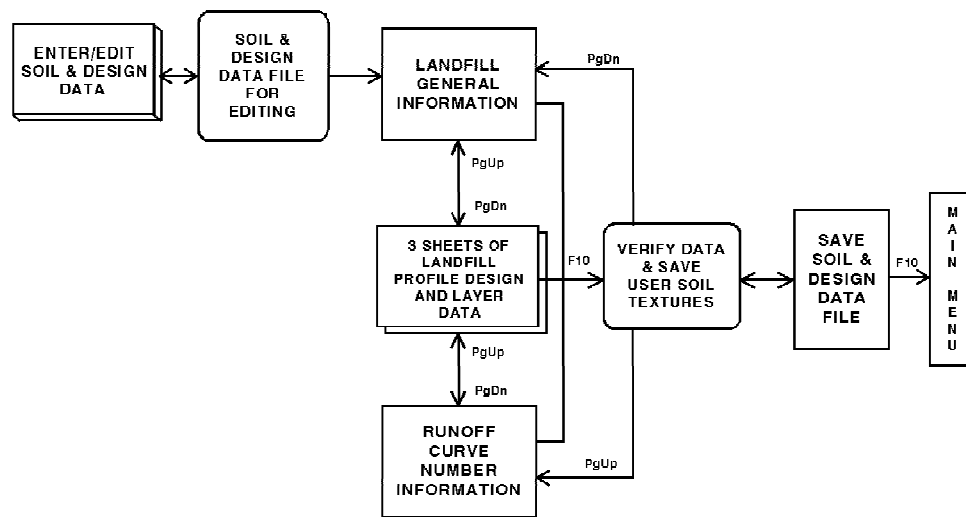 ENTER/EDIT
SOIL & DESIGN
DATA
SOIL &
DESIGN
DATA FILE
FOR
EDITING
LANDFILL
GENERAL
INFORMATION
PgDn
PgUp
PgDn
3 SHEETS OF
LANDFILL
PROFILE DESIGN
AND LAYER
DATA
F10
VERIFY DATA
& SAVE
USER SOIL
TEXTURES
SAVE
SOIL &
DESIGN
DATA
FILE
F10
MAIN MENU
PgUp
PgDn
RUNOFF
CURVE
NUMBER
INFORMATION
PgUp